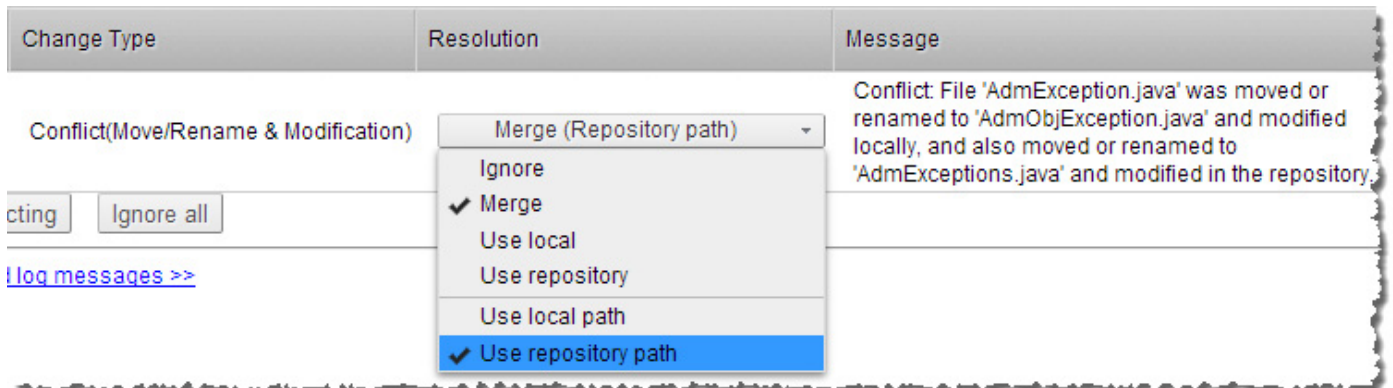 Change Type Resolution Message
Conflict(Move/Rename & Modification) Merge (Repository path)
Conflict: File 'AdmException.java' was moved or
renamed to 'AdmObjException.java' and modified
locally, and also moved or renamed to
'AdmExceptions.java' and modified in the repository.
Ignore
Merge
Use local
Use repository
Use local path
Use repository path
cting Ignore all
log messages >>